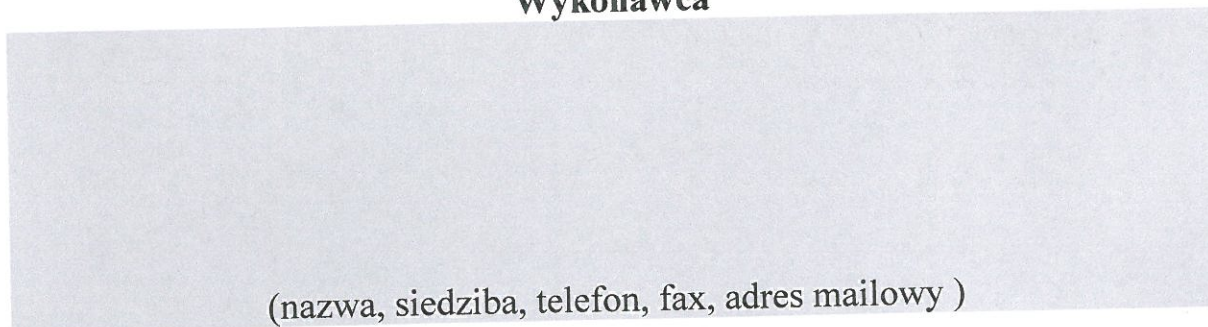 Wykonawca
(nazwa, siedziba, telefon, fax, adres mailowy )